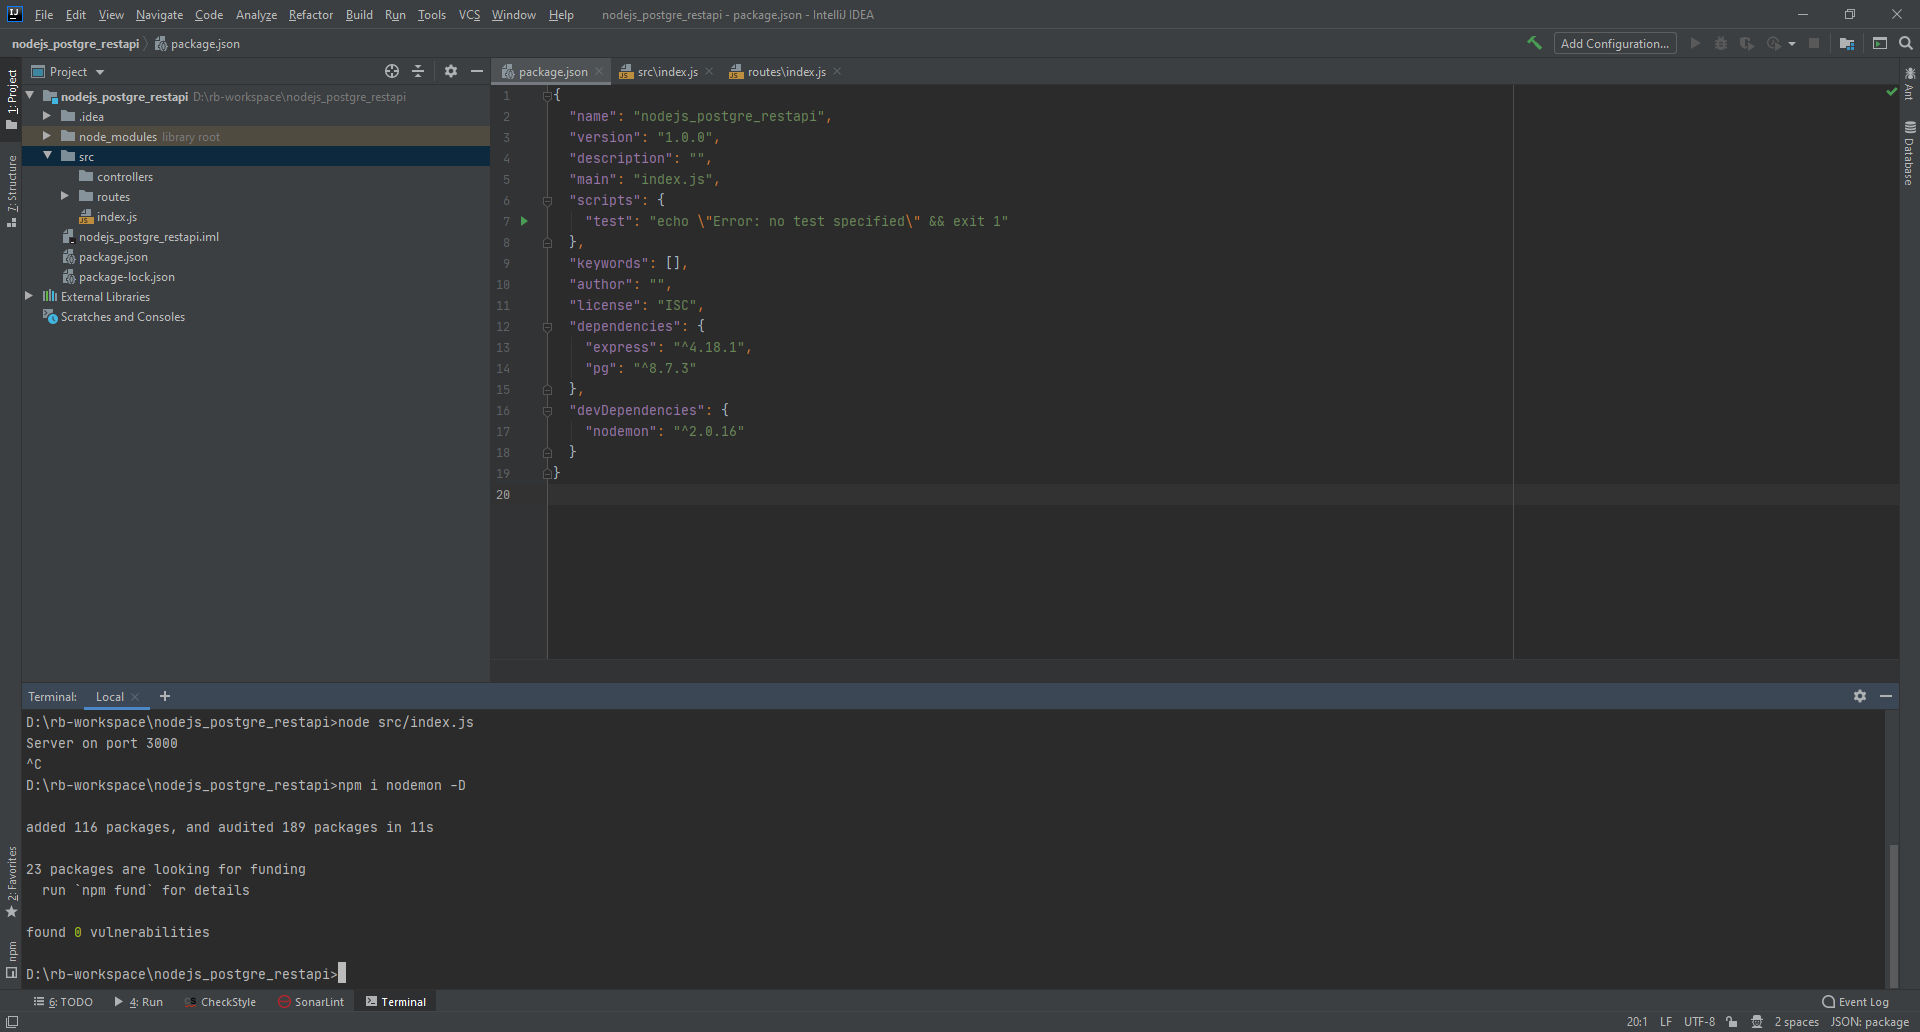 IJ File Edit View Navigate Code Analyze Refactor Build Run Tools VCS Window Help nodejs_postgre_restapi - package.json - IntelliJ IDEA
nodejs_postgre_restapi package.json Add Configuration...
Project package.json src\index.js routes\index.js
1: Project
7: Structure
2: Favorites
npm
Ant
Database
nodejs_postgre_restapi D:\rb-workspace\nodejs_postgre_restapi
.idea
node_modules library root
src
controllers
routes
index.js
nodejs_postgre_restapi.iml
package.json
package-lock.json
External Libraries
Scratches and Consoles
1 {
2 "name": "nodejs_postgre_restapi",
3 "version": "1.0.0",
4 "description": "",
5 "main": "index.js",
6 "scripts": {
7 "test": "echo \"Error: no test specified\" && exit 1"
8 },
9 "keywords": [],
10 "author": "",
11 "license": "ISC",
12 "dependencies": {
13 "express": "^4.18.1",
14 "pg": "^8.7.3"
15 },
16 "devDependencies": {
17 "nodemon": "^2.0.16"
18 }
19 }
20
Terminal: Local
D:\rb-workspace\nodejs_postgre_restapi>node src/index.js
Server on port 3000
^C
D:\rb-workspace\nodejs_postgre_restapi>npm i nodemon -D
added 116 packages, and audited 189 packages in 11s
23 packages are looking for funding
run `npm fund` for details
found 0 vulnerabilities
D:\rb-workspace\nodejs_postgre_restapi>
6: TODO 4: Run CheckStyle SonarLint Terminal Event Log
20:1 LF UTF-8 2 spaces JSON: package